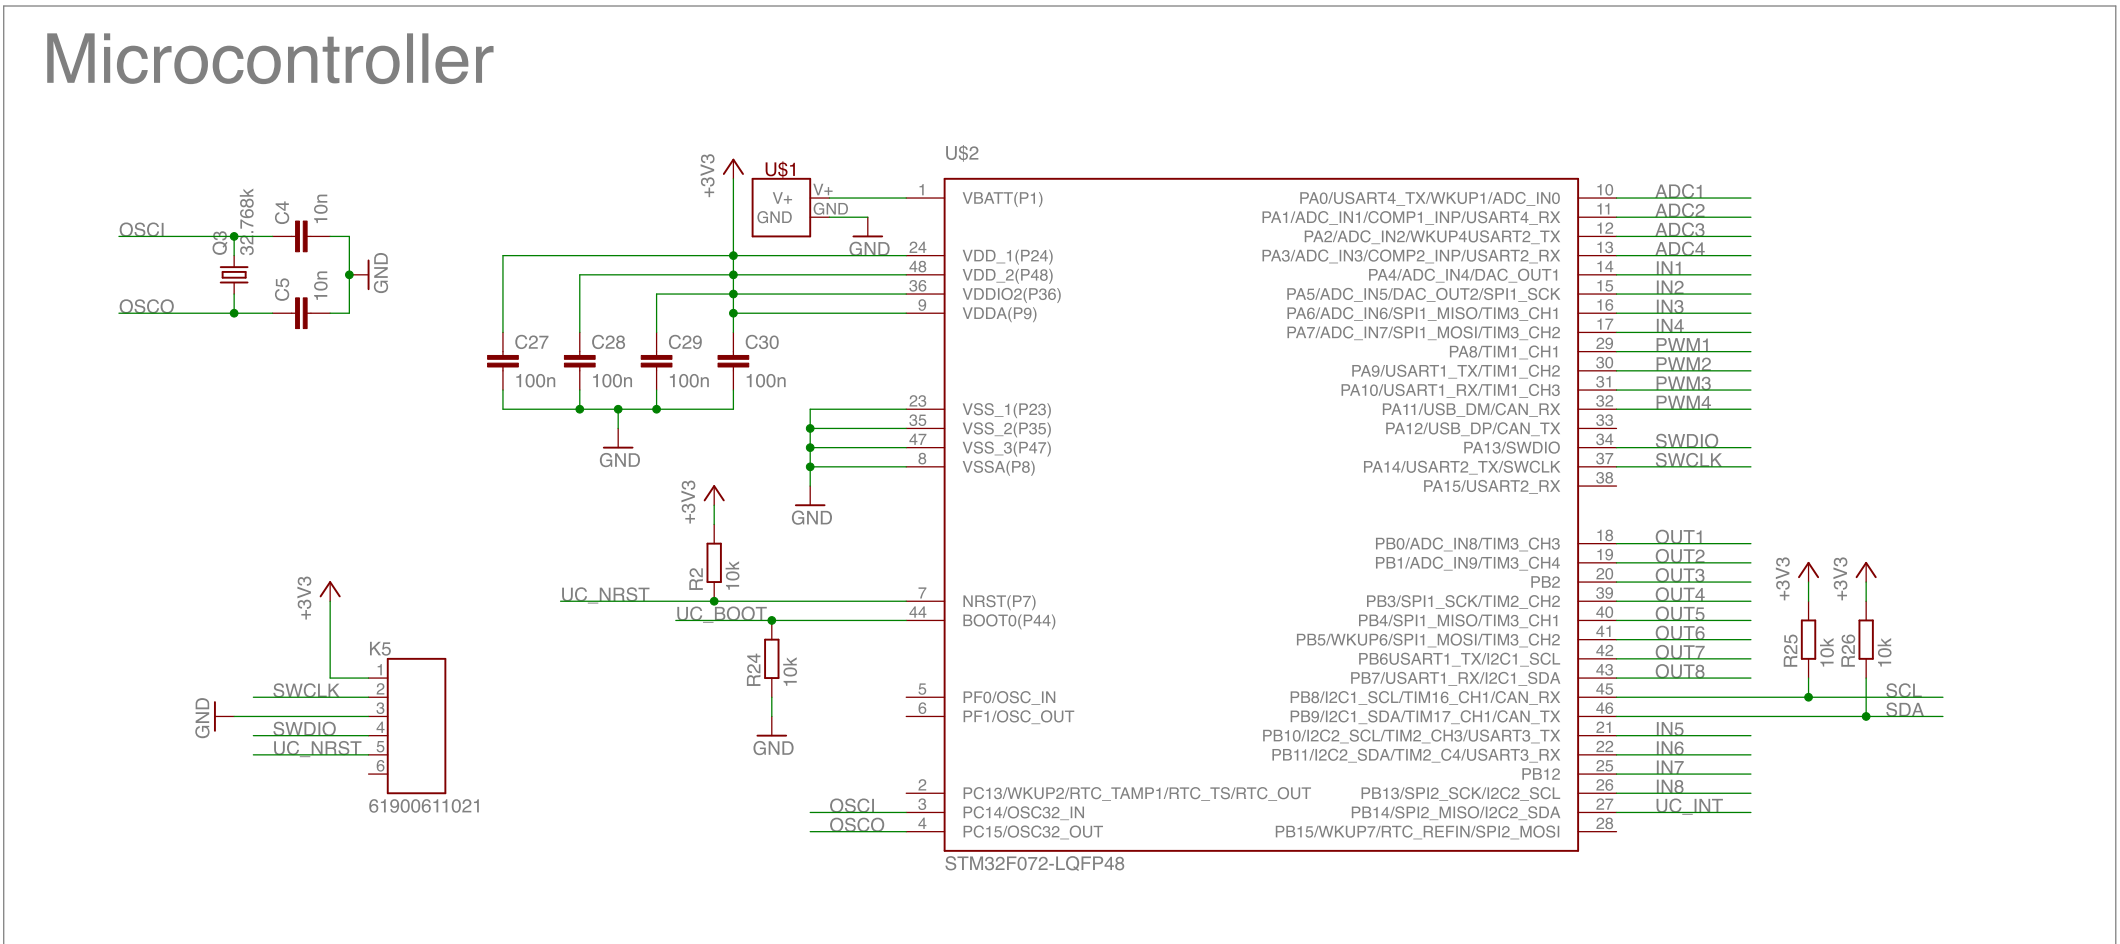 Microcontroller
OSCI
OSCO
Q3
32.768k
C4
10n
C5
10n
GND
+3V3
U$1
V+
GND
V+
GND
GND
C27
100n
C28
100n
C29
100n
C30
100n
GND
GND
+3V3
R2
10k
UC_NRST
UC_BOOT
R24
10k
GND
+3V3
K5
1
SWCLK 2
GND 3
SWDIO 4
UC_NRST 5
6
61900611021
OSCI
OSCO
U$2
1 VBATT(P1)
24 VDD_1(P24)
48 VDD_2(P48)
36 VDDIO2(P36)
9 VDDA(P9)
23 VSS_1(P23)
35 VSS_2(P35)
47 VSS_3(P47)
8 VSSA(P8)
7 NRST(P7)
44 BOOT0(P44)
5 PF0/OSC_IN
6 PF1/OSC_OUT
2 PC13/WKUP2/RTC_TAMP1/RTC_TS/RTC_OUT
3 PC14/OSC32_IN
4 PC15/OSC32_OUT
PA0/USART4_TX/WKUP1/ADC_IN0 10 ADC1
PA1/ADC_IN1/COMP1_INP/USART4_RX 11 ADC2
PA2/ADC_IN2/WKUP4USART2_TX 12 ADC3
PA3/ADC_IN3/COMP2_INP/USART2_RX 13 ADC4
PA4/ADC_IN4/DAC_OUT1 14 IN1
PA5/ADC_IN5/DAC_OUT2/SPI1_SCK 15 IN2
PA6/ADC_IN6/SPI1_MISO/TIM3_CH1 16 IN3
PA7/ADC_IN7/SPI1_MOSI/TIM3_CH2 17 IN4
PA8/TIM1_CH1 29 PWM1
PA9/USART1_TX/TIM1_CH2 30 PWM2
PA10/USART1_RX/TIM1_CH3 31 PWM3
PA11/USB_DM/CAN_RX 32 PWM4
PA12/USB_DP/CAN_TX 33
PA13/SWDIO 34 SWDIO
PA14/USART2_TX/SWCLK 37 SWCLK
PA15/USART2_RX 38
PB0/ADC_IN8/TIM3_CH3 18 OUT1
PB1/ADC_IN9/TIM3_CH4 19 OUT2
PB2 20 OUT3
PB3/SPI1_SCK/TIM2_CH2 39 OUT4
PB4/SPI1_MISO/TIM3_CH1 40 OUT5
PB5/WKUP6/SPI1_MOSI/TIM3_CH2 41 OUT6
PB6USART1_TX/I2C1_SCL 42 OUT7
PB7/USART1_RX/I2C1_SDA 43 OUT8
PB8/I2C1_SCL/TIM16_CH1/CAN_RX 45 SCL
PB9/I2C1_SDA/TIM17_CH1/CAN_TX 46 SDA
PB10/I2C2_SCL/TIM2_CH3/USART3_TX 21 IN5
PB11/I2C2_SDA/TIM2_C4/USART3_RX 22 IN6
PB12 25 IN7
PB13/SPI2_SCK/I2C2_SCL 26 IN8
PB14/SPI2_MISO/I2C2_SDA 27 UC_INT
PB15/WKUP7/RTC_REFIN/SPI2_MOSI 28
STM32F072-LQFP48
+3V3
+3V3
R25
10k
R26
10k